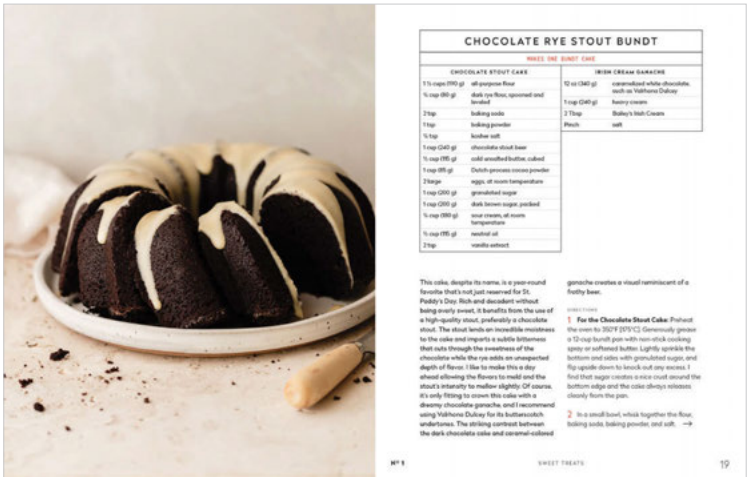 CHOCOLATE RYE STOUT BUNDT
MAKES ONE BUNDT CAKE
CHOCOLATE STOUT CAKE
1 ½ cups (190 g) all-purpose flour
¾ cup (80 g) dark rye flour, spooned and
leveled
2 tsp baking soda
1 tsp baking powder
¾ tsp kosher salt
1 cup (240 g) chocolate stout beer
½ cup (115 g) cold unsalted butter, cubed
1 cup (85 g) Dutch-process cocoa powder
2 large eggs, at room temperature
1 cup (200 g) granulated sugar
1 cup (200 g) dark brown sugar, packed
¾ cup (180 g) sour cream, at room
temperature
½ cup (115 g) neutral oil
2 tsp vanilla extract
IRISH CREAM GANACHE
12 oz (340 g) caramelized white chocolate,
such as Valrhona Dulcey
1 cup (240 g) heavy cream
2 Tbsp Bailey's Irish Cream
Pinch salt
This cake, despite its name, is a year-round
favorite that's not just reserved for St.
Paddy's Day. Rich and decadent without
being overly sweet, it benefits from the use of
a high-quality stout, preferably a chocolate
stout. The stout lends an incredible moistness
to the cake and imparts a subtle bitterness
that cuts through the sweetness of the
chocolate while the rye adds an unexpected
depth of flavor. I like to make this a day
ahead allowing the flavors to meld and the
stout's intensity to mellow slightly. Of course,
it's only fitting to crown this cake with a
dreamy chocolate ganache, and I recommend
using Valrhona Dulcey for its butterscotch
undertones. The striking contrast between
the dark chocolate cake and caramel-colored
ganache creates a visual reminiscent of a
frothy beer.
DIRECTIONS
1 For the Chocolate Stout Cake: Preheat
the oven to 350°F (175°C). Generously grease
a 12-cup bundt pan with non-stick cooking
spray or softened butter. Lightly sprinkle the
bottom and sides with granulated sugar, and
flip upside down to knock out any excess. I
find that sugar creates a nice crust around the
bottom edge and the cake always releases
cleanly from the pan.
2 In a small bowl, whisk together the flour,
baking soda, baking powder, and salt. →
Nº 1
SWEET TREATS
19